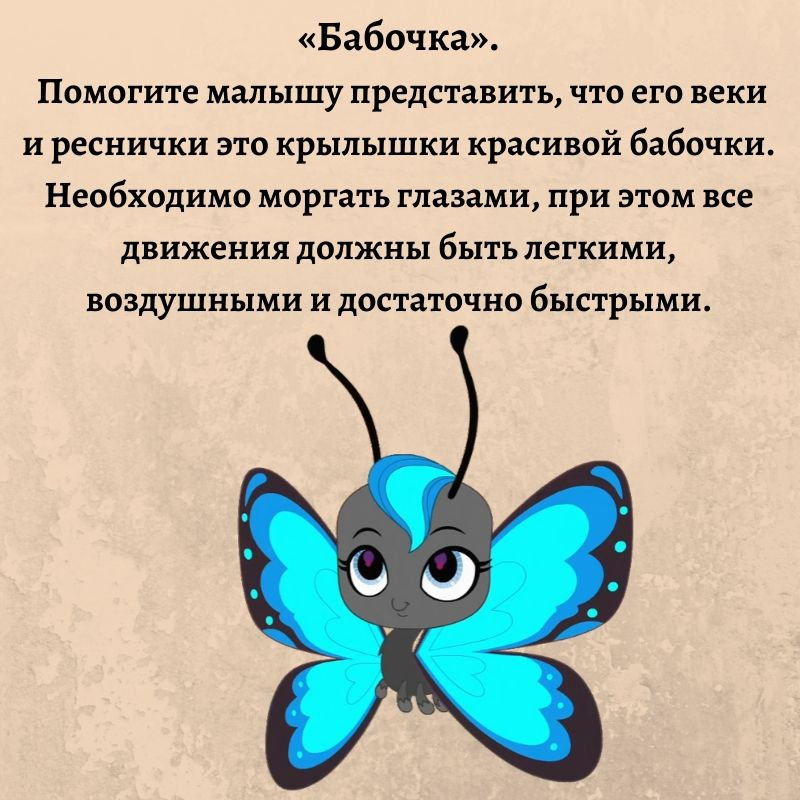 «Бабочка».
Помогите малышу представить, что его веки
и реснички это крылышки красивой бабочки.
Необходимо моргать глазами, при этом все
движения должны быть легкими,
воздушными и достаточно быстрыми.